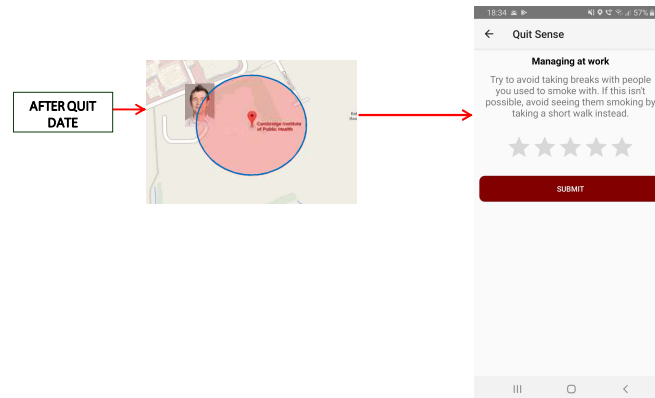 AFTER QUIT
DATE
Cambridge Institute
of Public Health
18:34
57%
Quit Sense
Managing at work
Try to avoid taking breaks with people
you used to smoke with. If this isn't
possible, avoid seeing them smoking by
taking a short walk instead.
SUBMIT